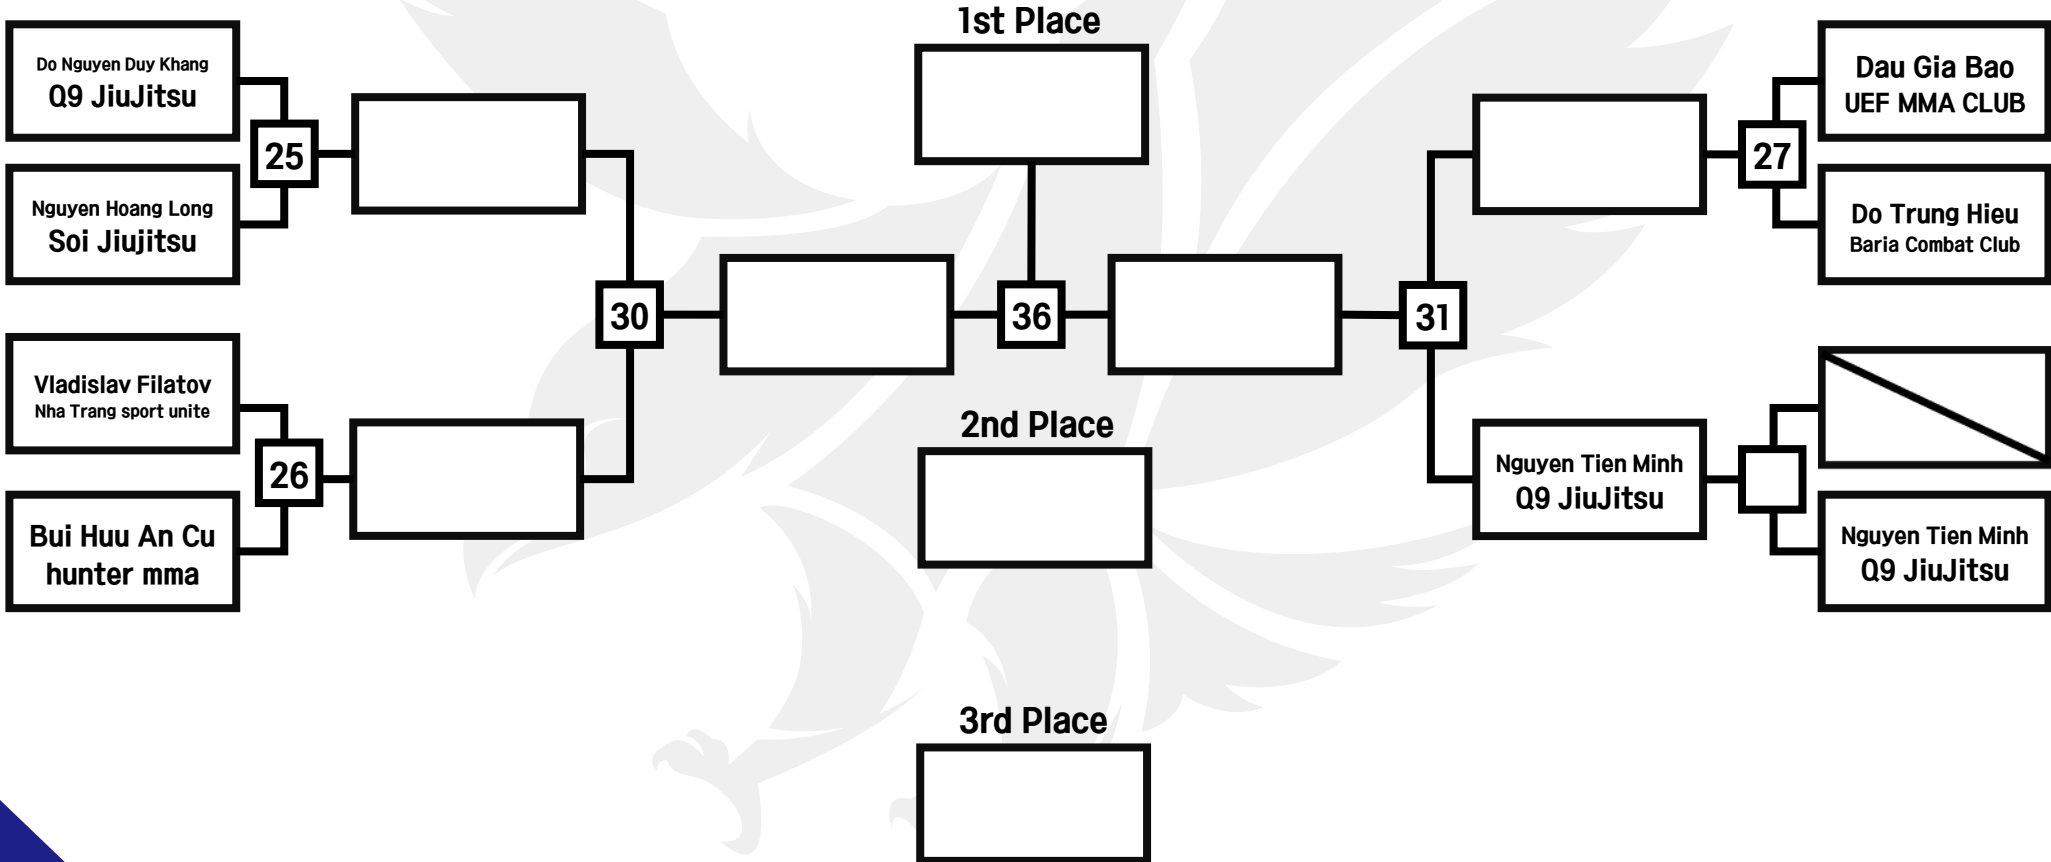 1st Place
Do Nguyen Duy Khang
Q9 JiuJitsu
25
Nguyen Hoang Long
Soi Jiujitsu
Vladislav Filatov
Nha Trang sport unite
26
Bui Huu An Cu
hunter mma
30
36
31
2nd Place
3rd Place
Dau Gia Bao
UEF MMA CLUB
27
Do Trung Hieu
Baria Combat Club
Nguyen Tien Minh
Q9 JiuJitsu
Nguyen Tien Minh
Q9 JiuJitsu